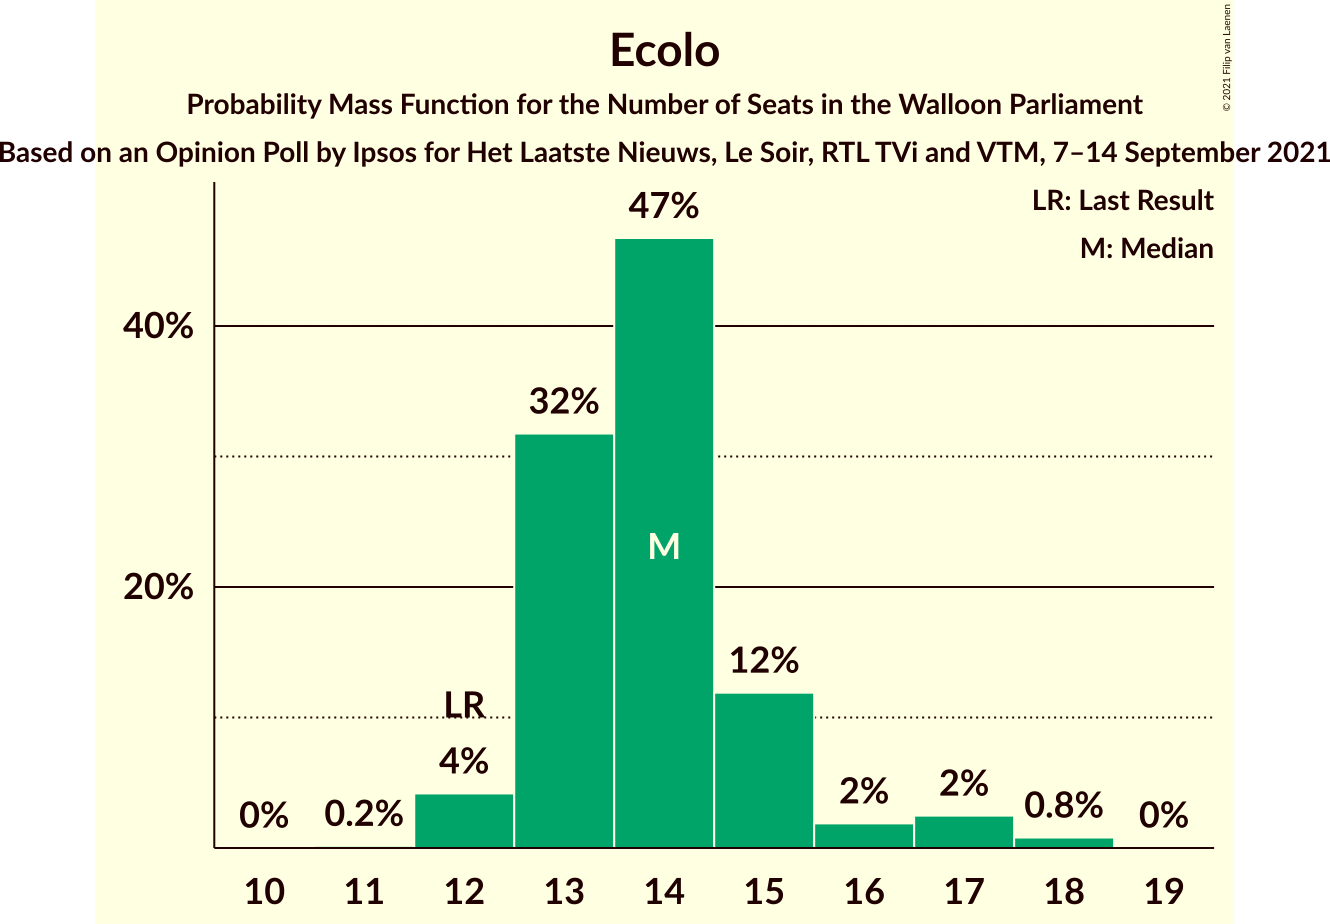 Ecolo
Probability Mass Function for the Number of Seats in the Walloon Parliament
Based on an Opinion Poll by Ipsos for Het Laatste Nieuws, Le Soir, RTL TVi and VTM, 7–14 September 2021
© 2021 Filip van Laenen
LR: Last Result
M: Median
47%
40%
32%
M
20%
12%
LR
4%
0%
0.2%
2%
2%
0.8%
0%
10 11 12 13 14 15 16 17 18 19